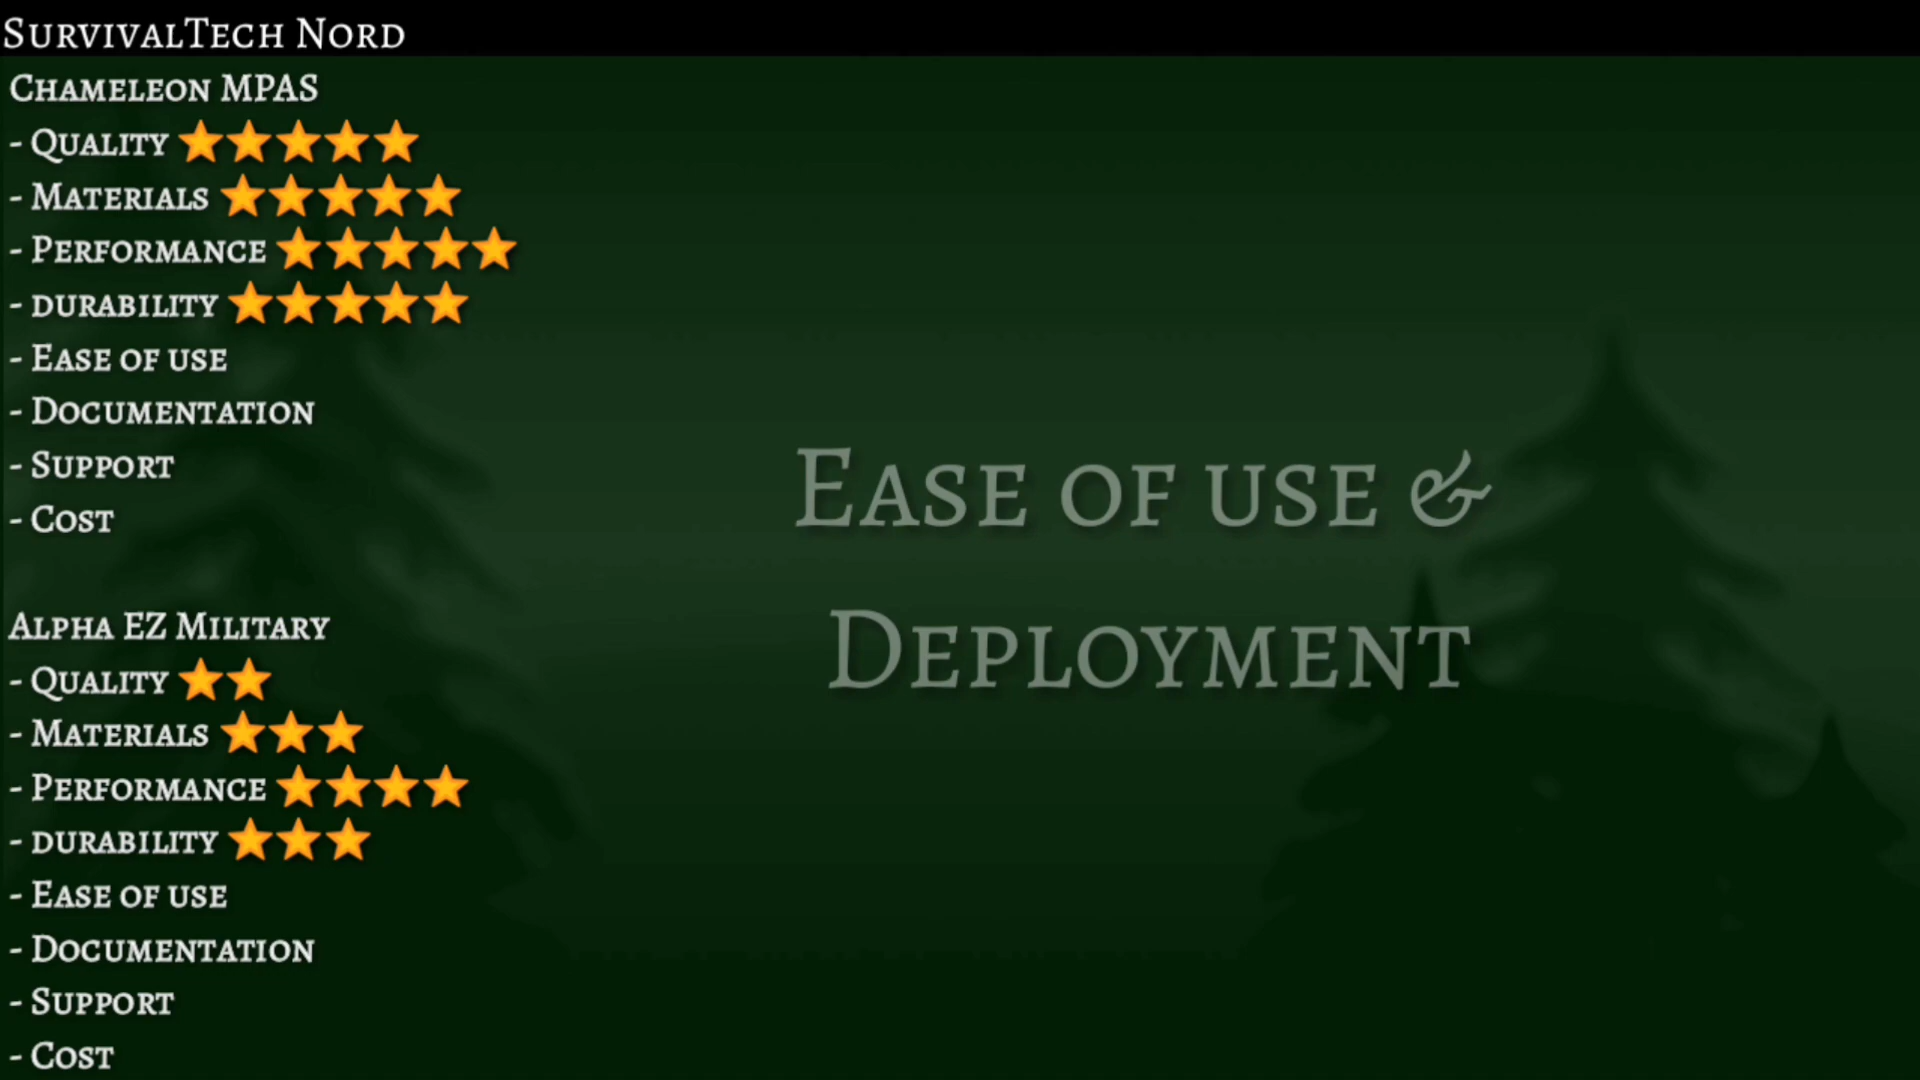 SurvivalTech Nord
Chameleon MPAS
- Quality ⭐⭐⭐⭐⭐
- Materials ⭐⭐⭐⭐⭐
- Performance ⭐⭐⭐⭐⭐
- durability ⭐⭐⭐⭐⭐
- Ease of use
- Documentation
- Support
- Cost
Alpha EZ Military
- Quality ⭐⭐
- Materials ⭐⭐⭐
- Performance ⭐⭐⭐⭐
- durability ⭐⭐⭐
- Ease of use
- Documentation
- Support
- Cost
Ease of use &
Deployment